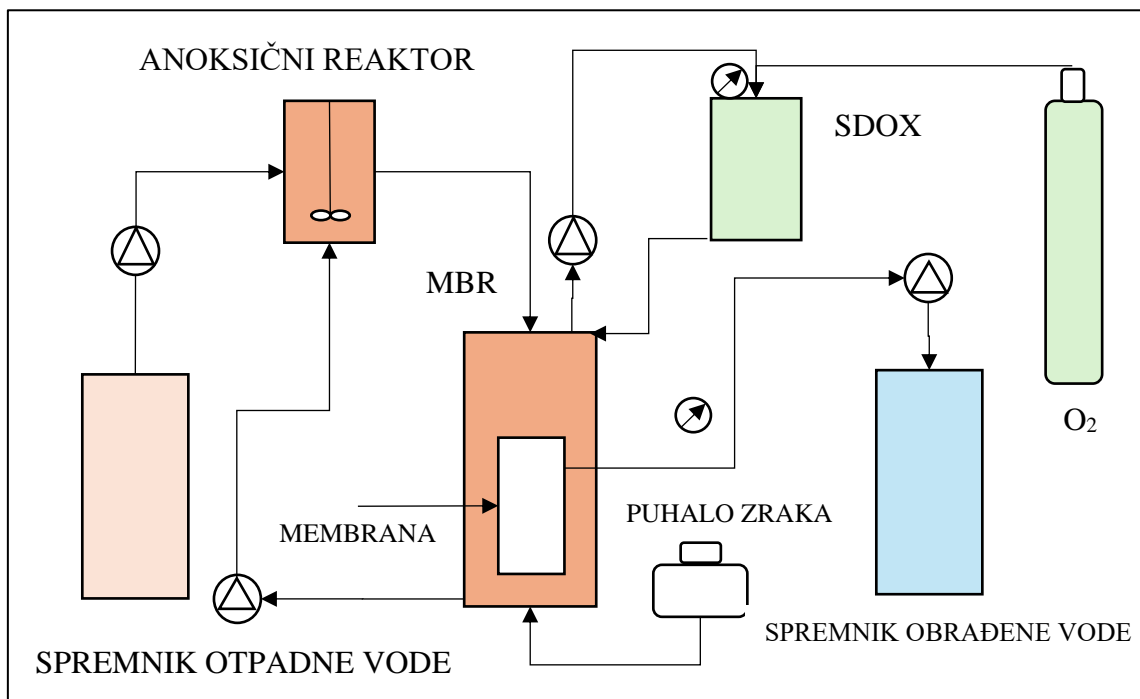 ANOKSIČNI REAKTOR
SDOX
MBR
O₂
PUHALO ZRAKA
MEMBRANA
SPREMNIK OBRAĐENE VODE
SPREMNIK OTPADNE VODE